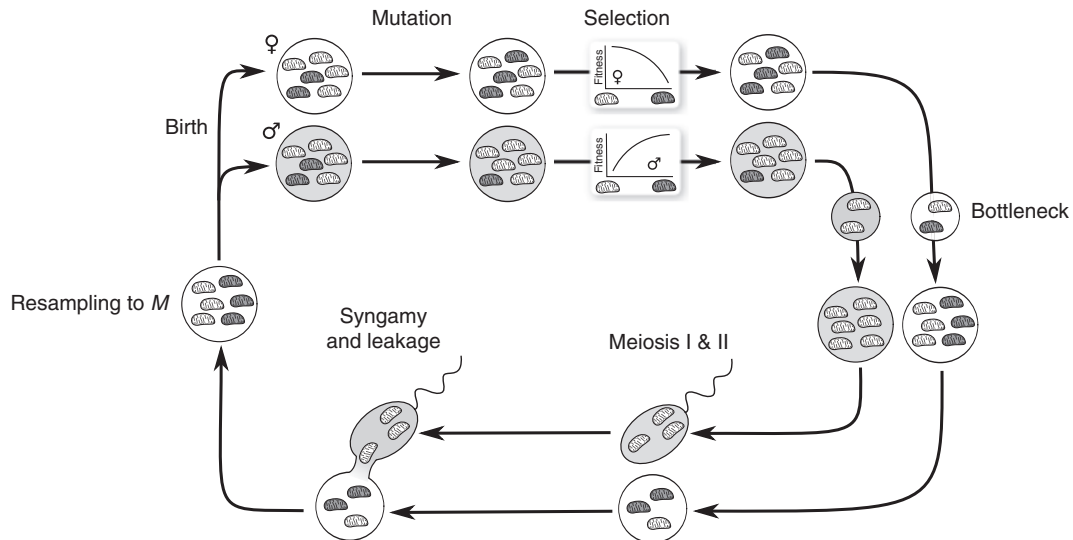 Mutation
Selection
♀
Fitness
♀
Birth
♂
Fitness
♂
Bottleneck
Resampling to M
Syngamy
and leakage
Meiosis I & II